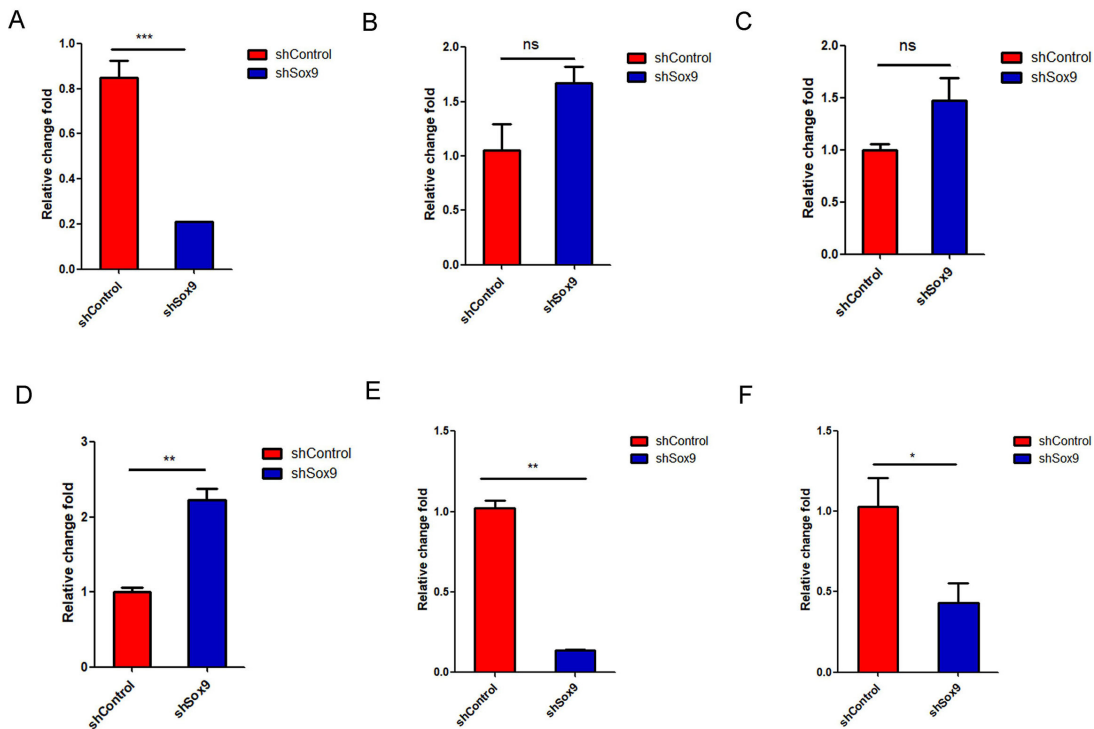 A
Relative change fold
1.0
0.8
0.6
0.4
0.2
0.0
***
shControl
shSox9
shControl
shSox9
B
Relative change fold
2.0
1.5
1.0
0.5
0.0
ns
shControl
shSox9
shControl
shSox9
C
Relative change fold
2.0
1.5
1.0
0.5
0.0
ns
shControl
shSox9
shControl
shSox9
D
Relative change fold
3
2
1
0
**
shControl
shSox9
shControl
shSox9
E
Relative change fold
1.5
1.0
0.5
0.0
**
shControl
shSox9
shControl
shSox9
F
Relative change fold
1.5
1.0
0.5
0.0
*
shControl
shSox9
shControl
shSox9